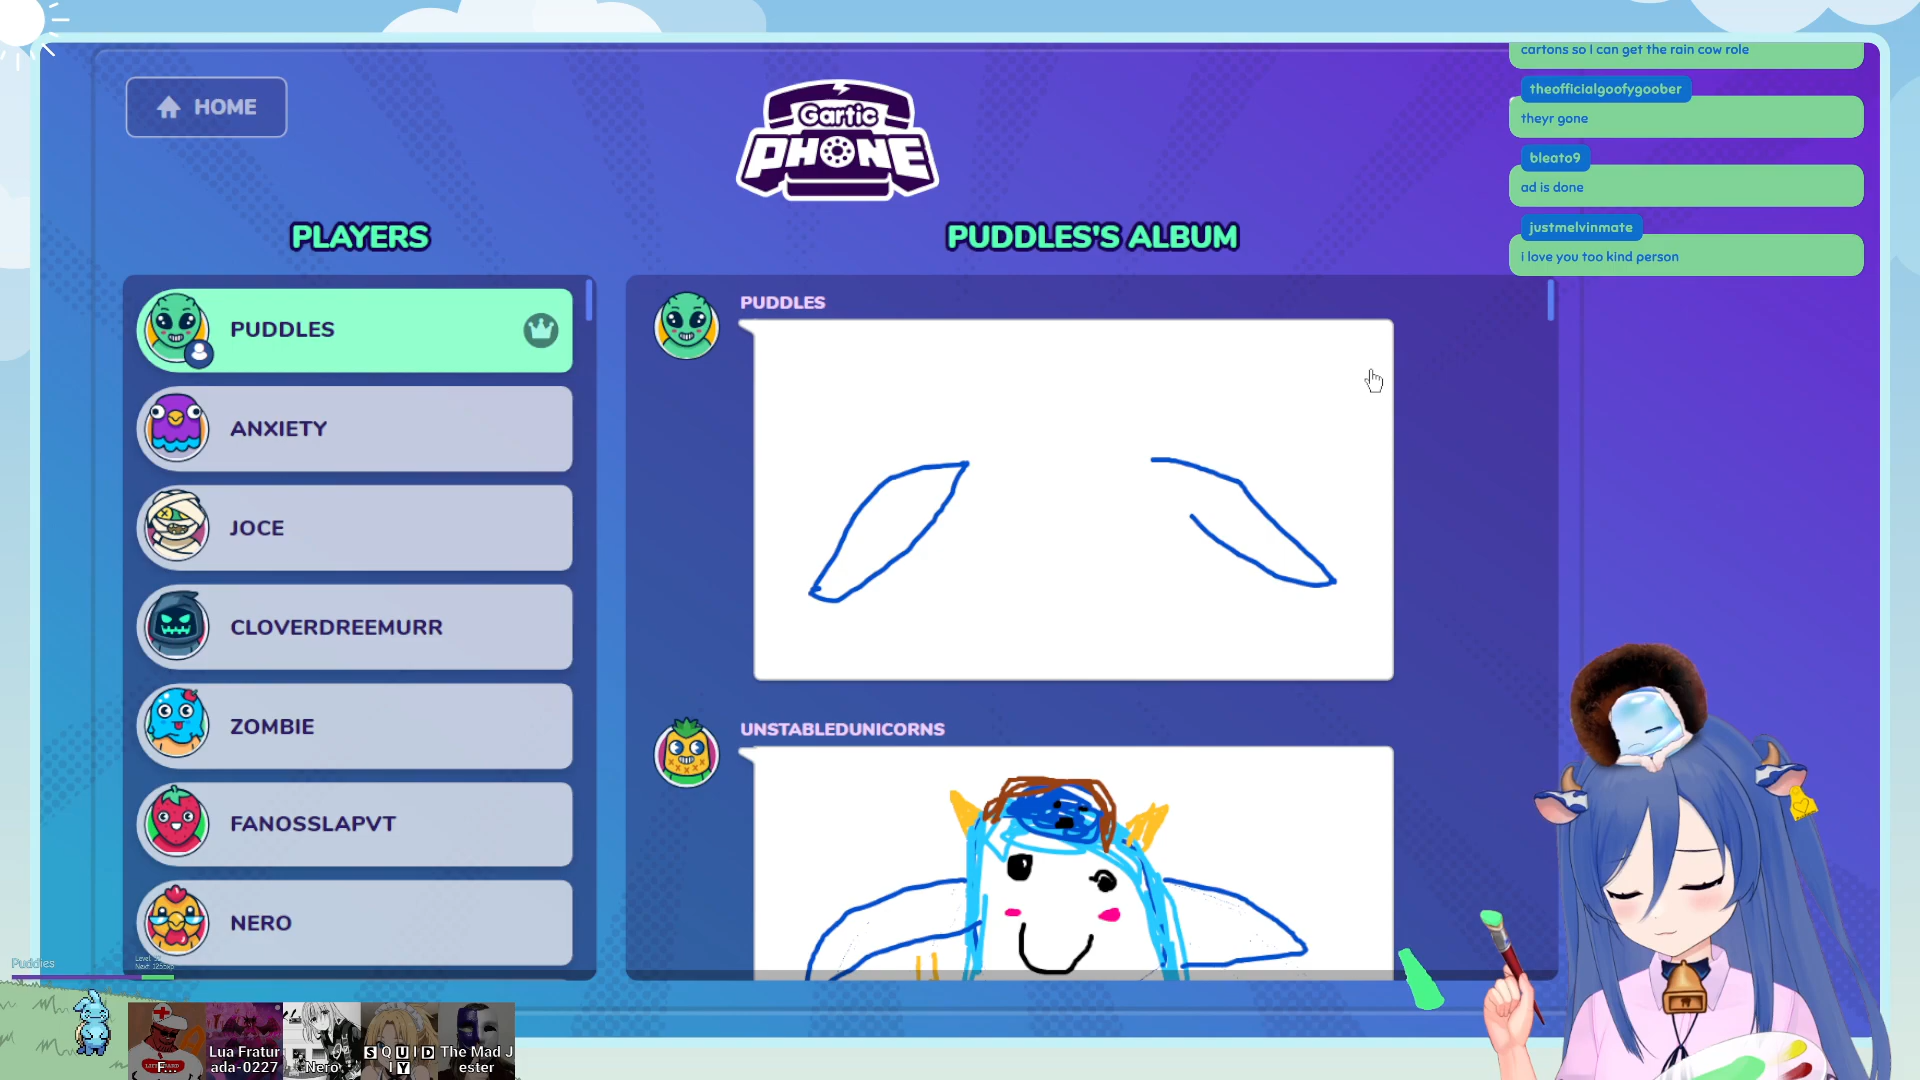 HOME
Gartic
PHONE
PLAYERS
PUDDLES
ANXIETY
JOCE
CLOVERDREEMURR
ZOMBIE
FANOSSLAPVT
NERO
PUDDLES'S ALBUM
PUDDLES
UNSTABLEDUNICORNS
cartons so I can get the rain cow role
theofficialgoofygoober
theyr gone
bleato9
ad is done
justmelvinmate
i love you too kind person
Puddles
F...
Lua Fratur
ada-0227
Nero
S Q U I D
The Mad J
ester